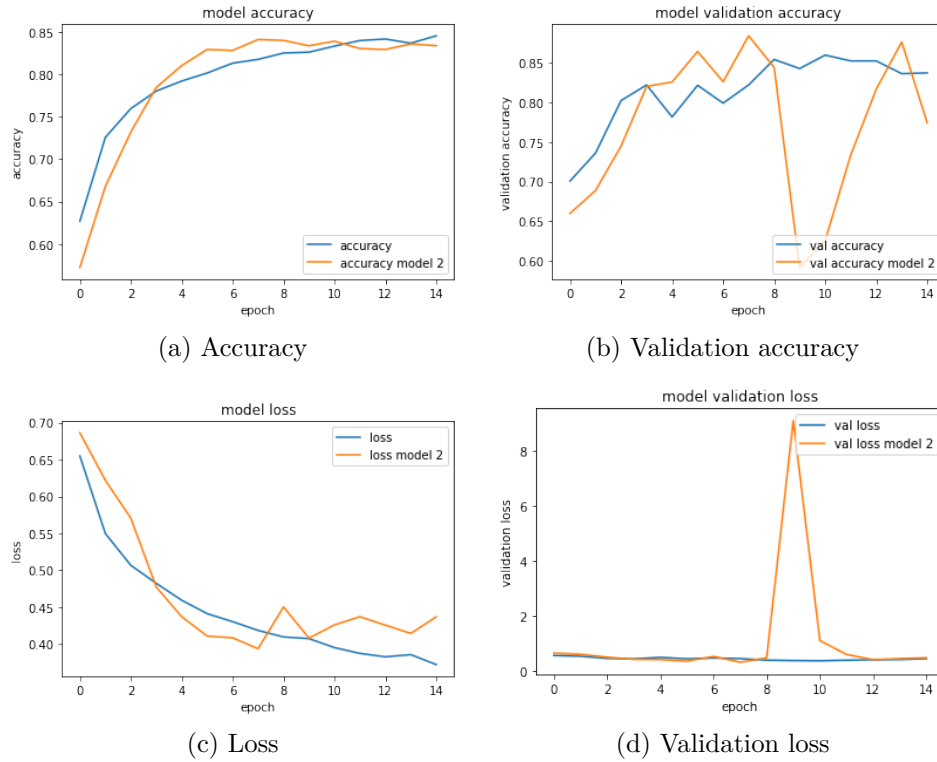 model accuracy
0.85
0.80
0.75
0.70
0.65
0.60
accuracy
accuracy
accuracy model 2
0 2 4 6 8 10 12 14
epoch
(a) Accuracy
model validation accuracy
0.85
0.80
0.75
0.70
0.65
0.60
validation accuracy
val accuracy
val accuracy model 2
0 2 4 6 8 10 12 14
epoch
(b) Validation accuracy
model loss
0.70
0.65
0.60
0.55
0.50
0.45
0.40
loss
loss
loss model 2
0 2 4 6 8 10 12 14
epoch
(c) Loss
model validation loss
8
6
4
2
0
validation loss
val loss
val loss model 2
0 2 4 6 8 10 12 14
epoch
(d) Validation loss